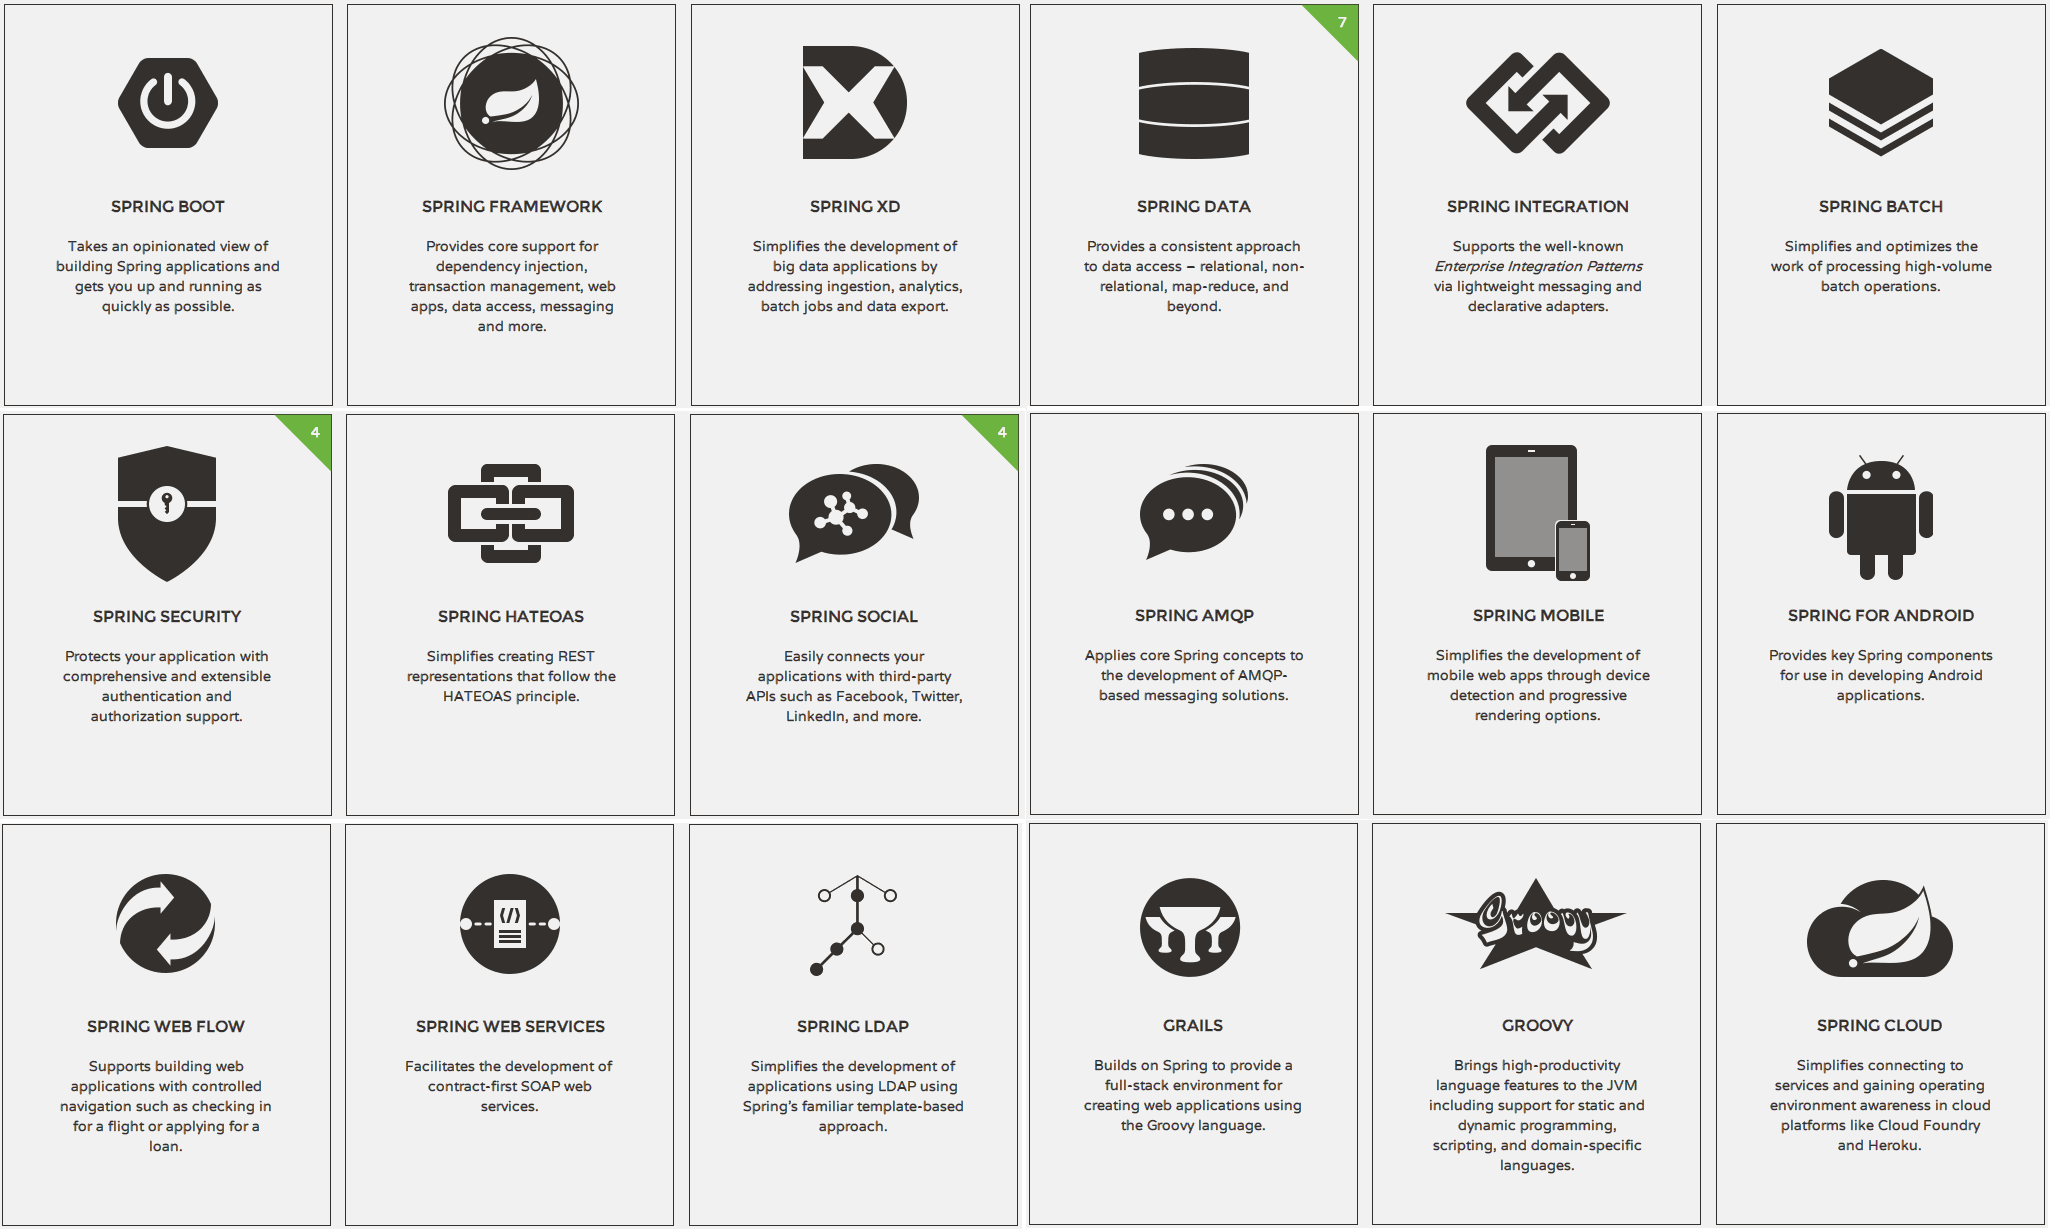 SPRING BOOT
Takes an opinionated view of
building Spring applications and
gets you up and running as
quickly as possible.
SPRING FRAMEWORK
Provides core support for
dependency injection,
transaction management, web
apps, data access, messaging
and more.
SPRING XD
Simplifies the development of
big data applications by
addressing ingestion, analytics,
batch jobs and data export.
7
SPRING DATA
Provides a consistent approach
to data access – relational, non-
relational, map-reduce, and
beyond.
SPRING INTEGRATION
Supports the well-known
Enterprise Integration Patterns
via lightweight messaging and
declarative adapters.
SPRING BATCH
Simplifies and optimizes the
work of processing high-volume
batch operations.
4
SPRING SECURITY
Protects your application with
comprehensive and extensible
authentication and
authorization support.
SPRING HATEOAS
Simplifies creating REST
representations that follow the
HATEOAS principle.
4
SPRING SOCIAL
Easily connects your
applications with third-party
APIs such as Facebook, Twitter,
LinkedIn, and more.
SPRING AMQP
Applies core Spring concepts to
the development of AMQP-
based messaging solutions.
SPRING MOBILE
Simplifies the development of
mobile web apps through device
detection and progressive
rendering options.
SPRING FOR ANDROID
Provides key Spring components
for use in developing Android
applications.
SPRING WEB FLOW
Supports building web
applications with controlled
navigation such as checking in
for a flight or applying for a
loan.
</>
SPRING WEB SERVICES
Facilitates the development of
contract-first SOAP web
services.
SPRING LDAP
Simplifies the development of
applications using LDAP using
Spring's familiar template-based
approach.
GRAILS
Builds on Spring to provide a
full-stack environment for
creating web applications using
the Groovy language.
Groovy
GROOVY
Brings high-productivity
language features to the JVM
including support for static and
dynamic programming,
scripting, and domain-specific
languages.
SPRING CLOUD
Simplifies connecting to
services and gaining operating
environment awareness in cloud
platforms like Cloud Foundry
and Heroku.